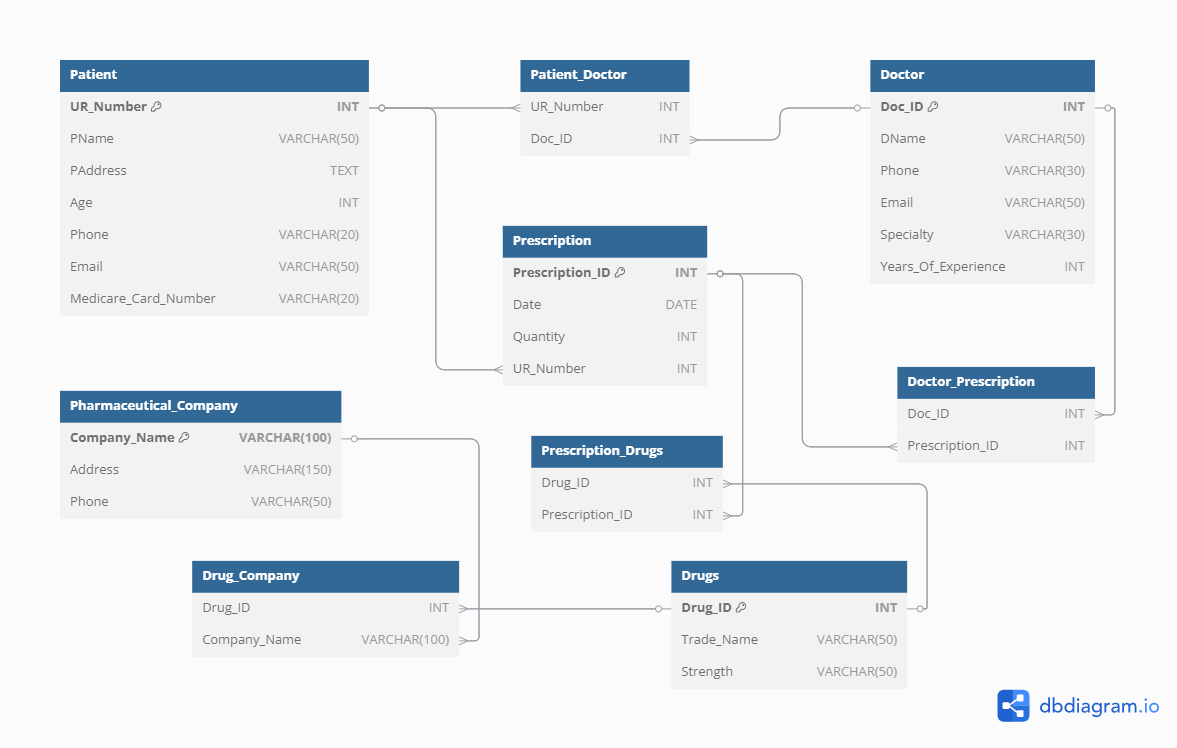 Patient
UR_Number INT
PName VARCHAR(50)
PAddress TEXT
Age INT
Phone VARCHAR(20)
Email VARCHAR(50)
Medicare_Card_Number VARCHAR(20)
Patient_Doctor
UR_Number INT
Doc_ID INT
Doctor
Doc_ID INT
DName VARCHAR(50)
Phone VARCHAR(30)
Email VARCHAR(50)
Specialty VARCHAR(30)
Years_Of_Experience INT
Prescription
Prescription_ID INT
Date DATE
Quantity INT
UR_Number INT
Doctor_Prescription
Doc_ID INT
Prescription_ID INT
Pharmaceutical_Company
Company_Name VARCHAR(100)
Address VARCHAR(150)
Phone VARCHAR(50)
Prescription_Drugs
Drug_ID INT
Prescription_ID INT
Drug_Company
Drug_ID INT
Company_Name VARCHAR(100)
Drugs
Drug_ID INT
Trade_Name VARCHAR(50)
Strength VARCHAR(50)
dbdiagram.io